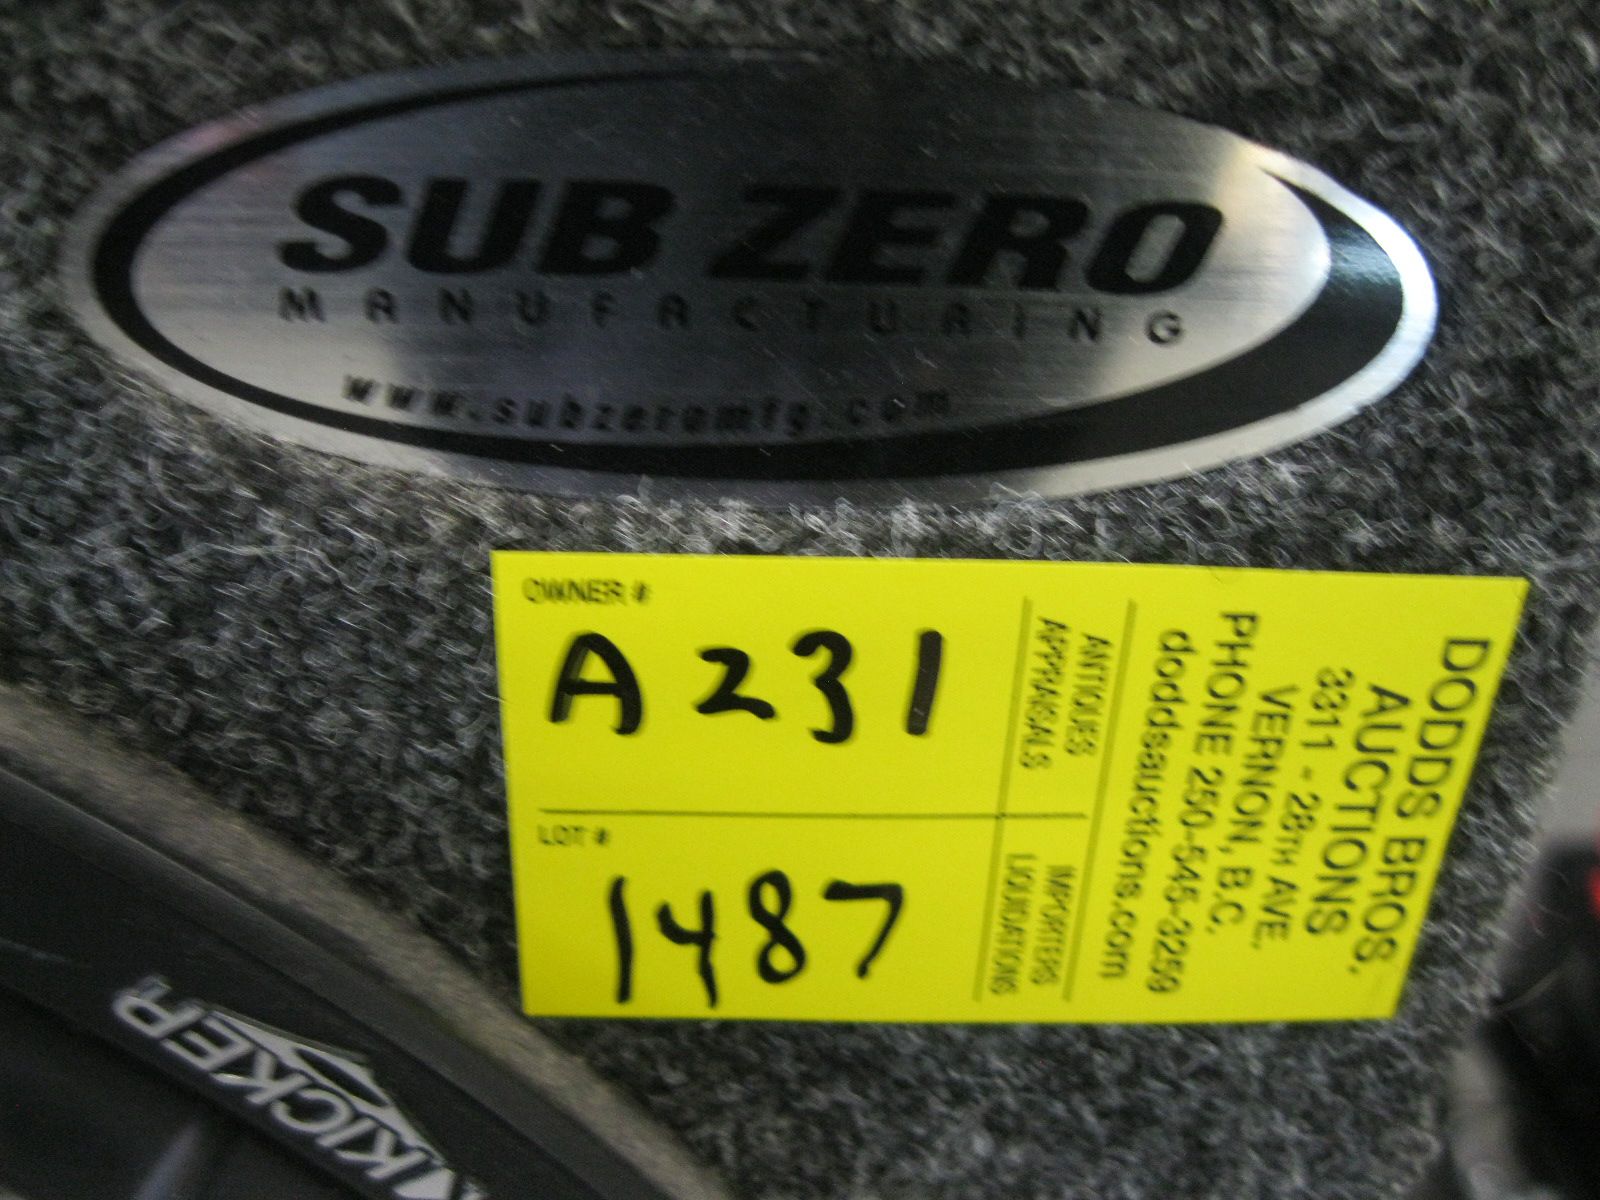 SUB ZERO
MANUFACTURING
www.subzeromfg.com
OWNER #
A231
LOT #
1487
ANTIQUES
APPRAISALS
IMPORTERS
LIQUIDATIONS
DODDS BROS.
AUCTIONS
3311 - 28TH AVE.
VERNON, B.C.
PHONE 250-545-3259
doddsauctions.com
KICKER